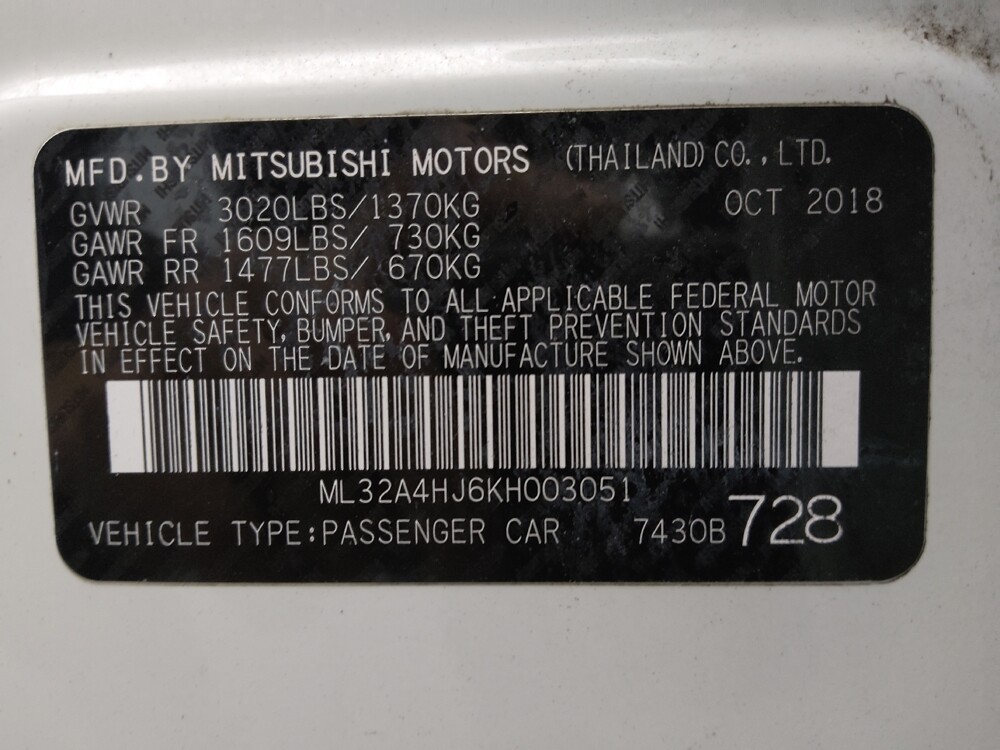 MFD. BY MITSUBISHI MOTORS (THAILAND) CO., LTD.
GVWR 3020LBS/1370KG OCT 2018
GAWR FR 1609LBS/ 730KG
GAWR RR 1477LBS/ 670KG
THIS VEHICLE CONFORMS TO ALL APPLICABLE FEDERAL MOTOR
VEHICLE SAFETY, BUMPER, AND THEFT PREVENTION STANDARDS
IN EFFECT ON THE DATE OF MANUFACTURE SHOWN ABOVE.
ML32A4HJ6KH003051
VEHICLE TYPE:PASSENGER CAR 7430B 728